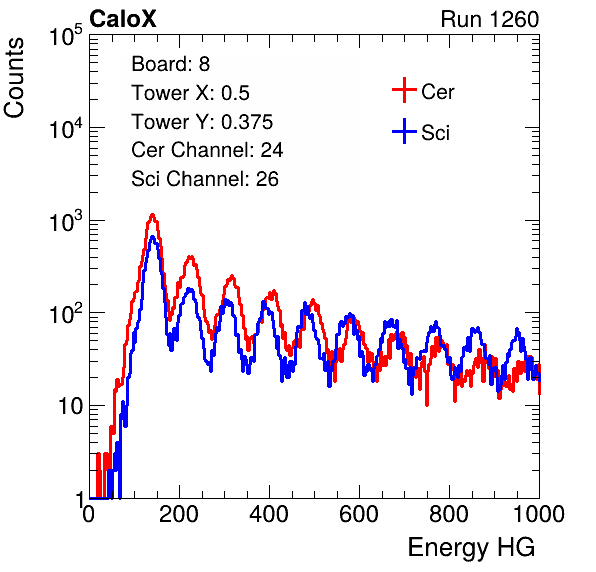 CaloX Run 1260
Board: 8
Tower X: 0.5
Tower Y: 0.375
Cer Channel: 24
Sci Channel: 26
Cer
Sci
Counts
10^5
10^4
10^3
10^2
10
1
0 200 400 600 800 1000
Energy HG